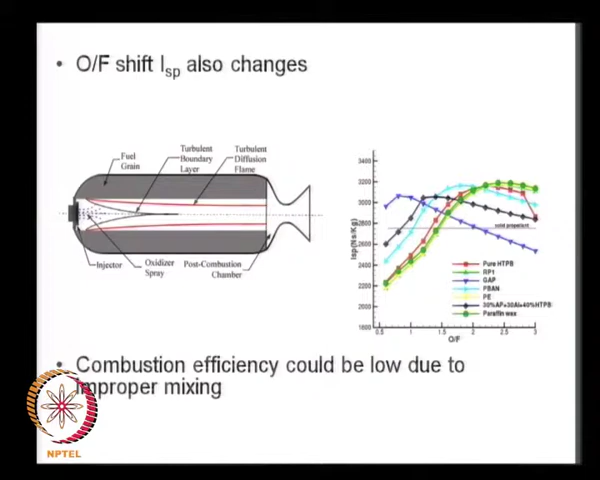 • O/F shift Isp also changes
Fuel
Grain
Turbulent
Boundary
Layer
Turbulent
Diffusion
Flame
Injector
Oxidizer
Spray
Post-Combustion
Chamber
3400
3200
3000
2800
2600
2400
2200
2000
1800
Isp(Ns/Kg)
solid propellant
Pure HTPB
RP1
GAP
PBAN
PE
30%AP+30Al+40%HTPB
Paraffin wax
0.5
1
1.5
2
2.5
3
O/F
• Combustion efficiency could be low due to
improper mixing
NPTEL